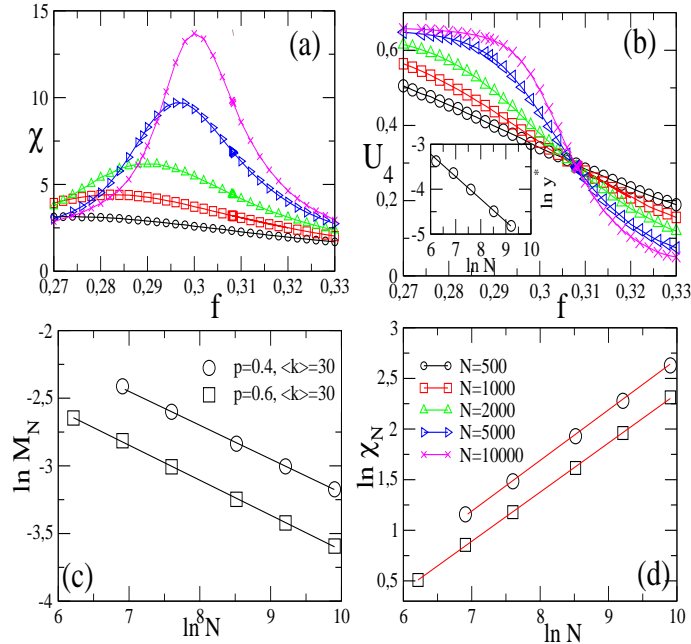 (a)
χ
15
10
5
0
0,27 0,28 0,29 0,3 0,31 0,32 0,33
f
(b)
U
0,6
0,4
0,2
0
0,27 0,28 0,29 0,3 0,31 0,32 0,33
f
-3
-4
-5
6 7 8 9 10
ln N
ln y*
(c)
ln M_N
-2
-2,5
-3
-3,5
-4
6 7 8 9 10
ln N
p=0.4, <k>=30
p=0.6, <k>=30
(d)
ln χ_N
3
2,5
2
1,5
1
0,5
6 7 8 9 10
ln N
N=500
N=1000
N=2000
N=5000
N=10000